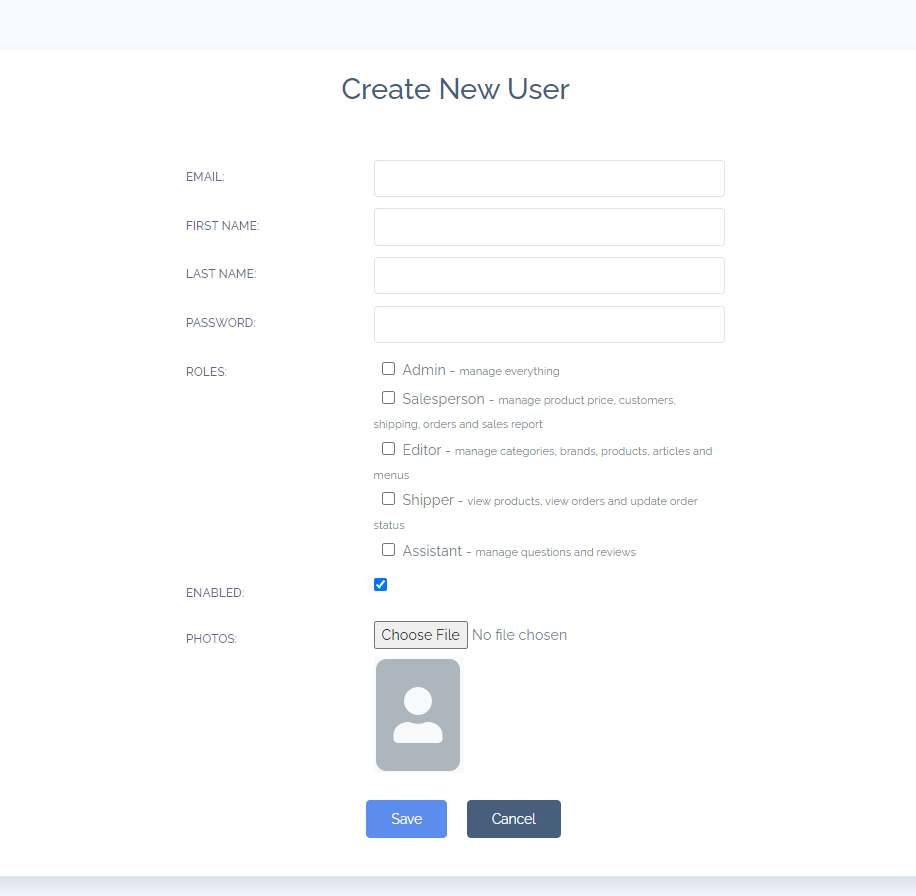 Create New User
EMAIL:
FIRST NAME:
LAST NAME:
PASSWORD:
ROLES:
Admin - manage everything
Salesperson - manage product price, customers,
shipping, orders and sales report
Editor - manage categories, brands, products, articles and
menus
Shipper - view products, view orders and update order
status
Assistant - manage questions and reviews
ENABLED:
PHOTOS:
Choose File No file chosen
Save Cancel